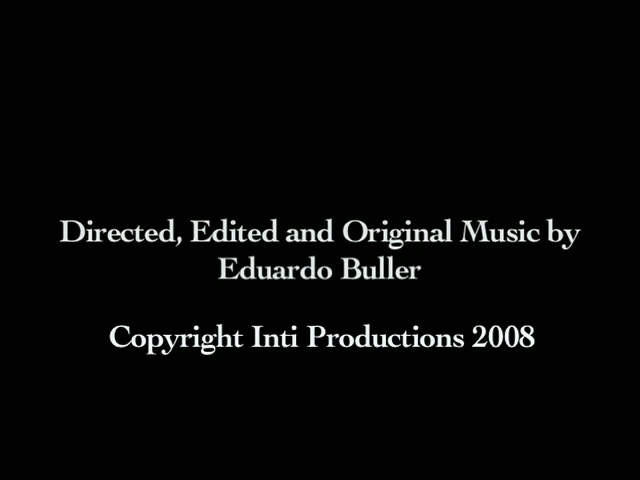 Directed, Edited and Original Music by
Eduardo Buller
Copyright Inti Productions 2008